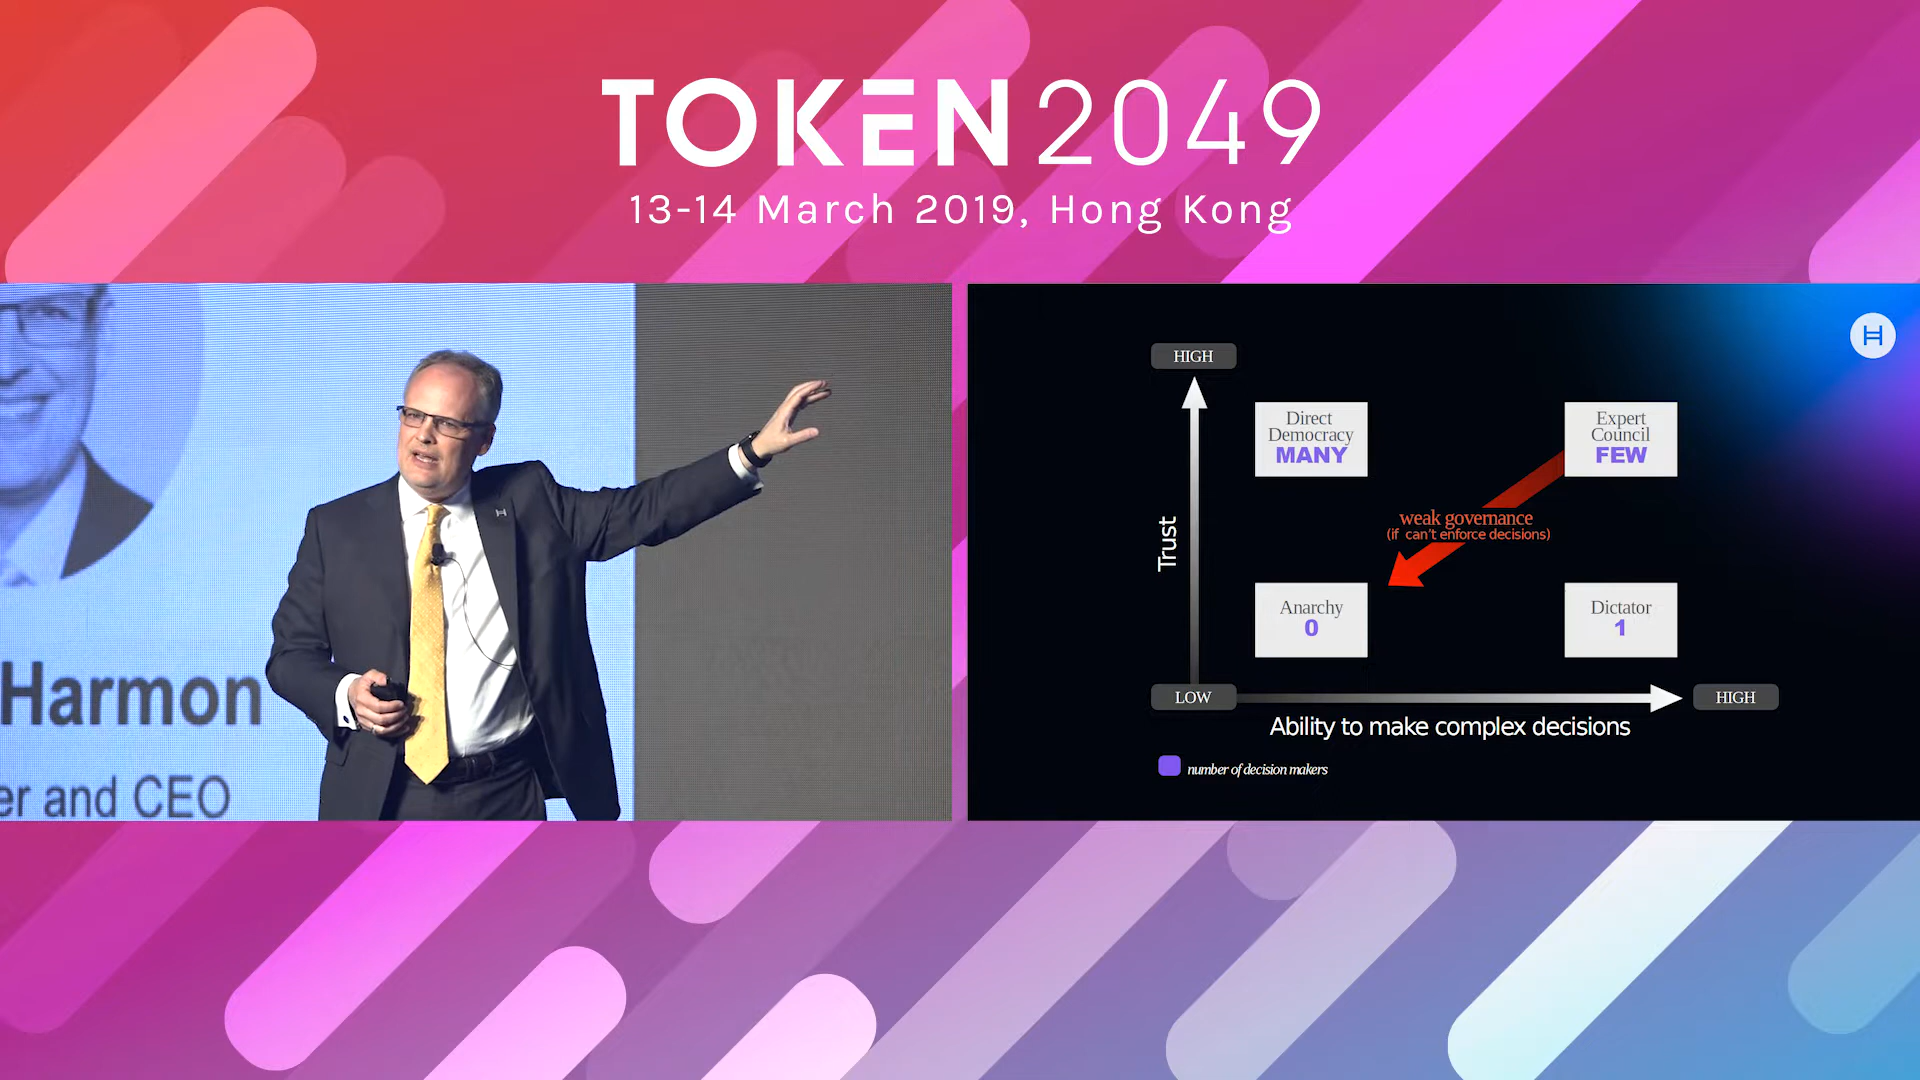 TOKEN2049
13-14 March 2019, Hong Kong
Harmon
er and CEO
HIGH
Direct
Democracy
MANY
Expert
Council
FEW
weak governance
(if can't enforce decisions)
Trust
Anarchy
0
Dictator
1
LOW
HIGH
Ability to make complex decisions
number of decision makers